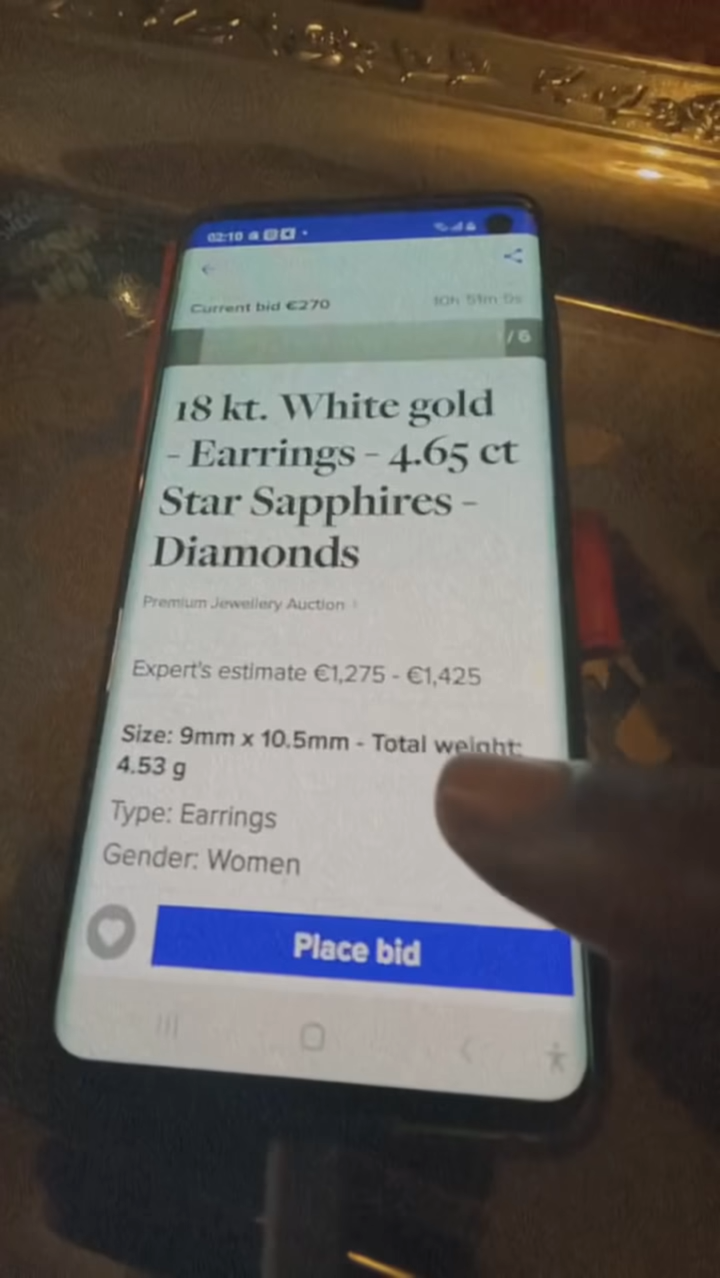 02:10
Current bid €270
10h 51m 5s
/ 6
18 kt. White gold
- Earrings - 4.65 ct
Star Sapphires -
Diamonds
Premium Jewellery Auction
Expert's estimate €1,275 - €1,425
Size: 9mm x 10.5mm - Total weight:
4.53 g
Type: Earrings
Gender: Women
Place bid